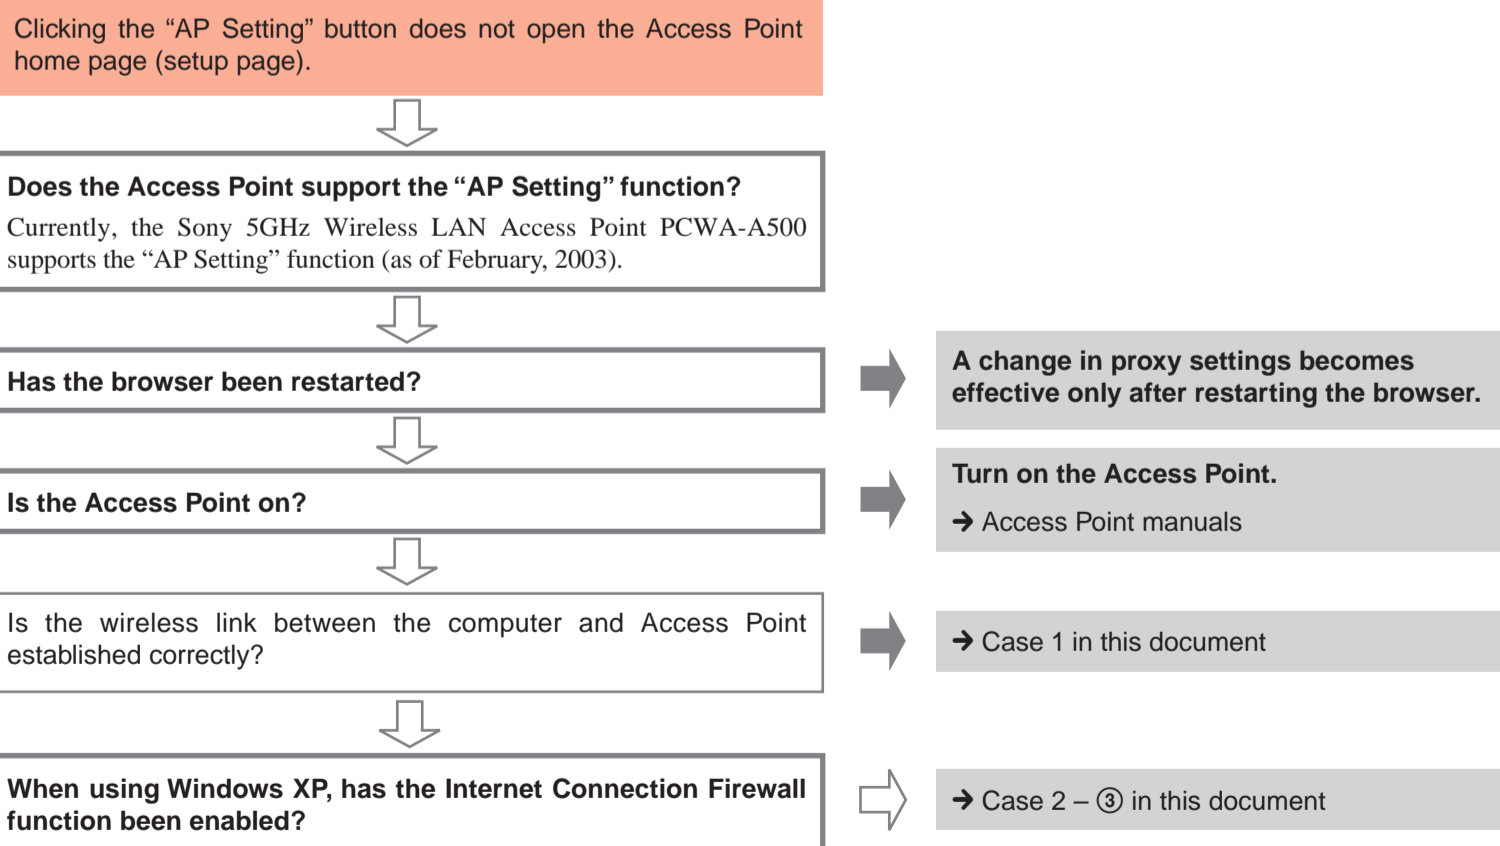 Clicking the “AP Setting” button does not open the Access Point
home page (setup page).
Does the Access Point support the “AP Setting” function?
Currently, the Sony 5GHz Wireless LAN Access Point PCWA-A500
supports the “AP Setting” function (as of February, 2003).
Has the browser been restarted?
A change in proxy settings becomes
effective only after restarting the browser.
Is the Access Point on?
Turn on the Access Point.
➔ Access Point manuals
Is the wireless link between the computer and Access Point
established correctly?
➔ Case 1 in this document
When using Windows XP, has the Internet Connection Firewall
function been enabled?
➔ Case 2 – ③ in this document